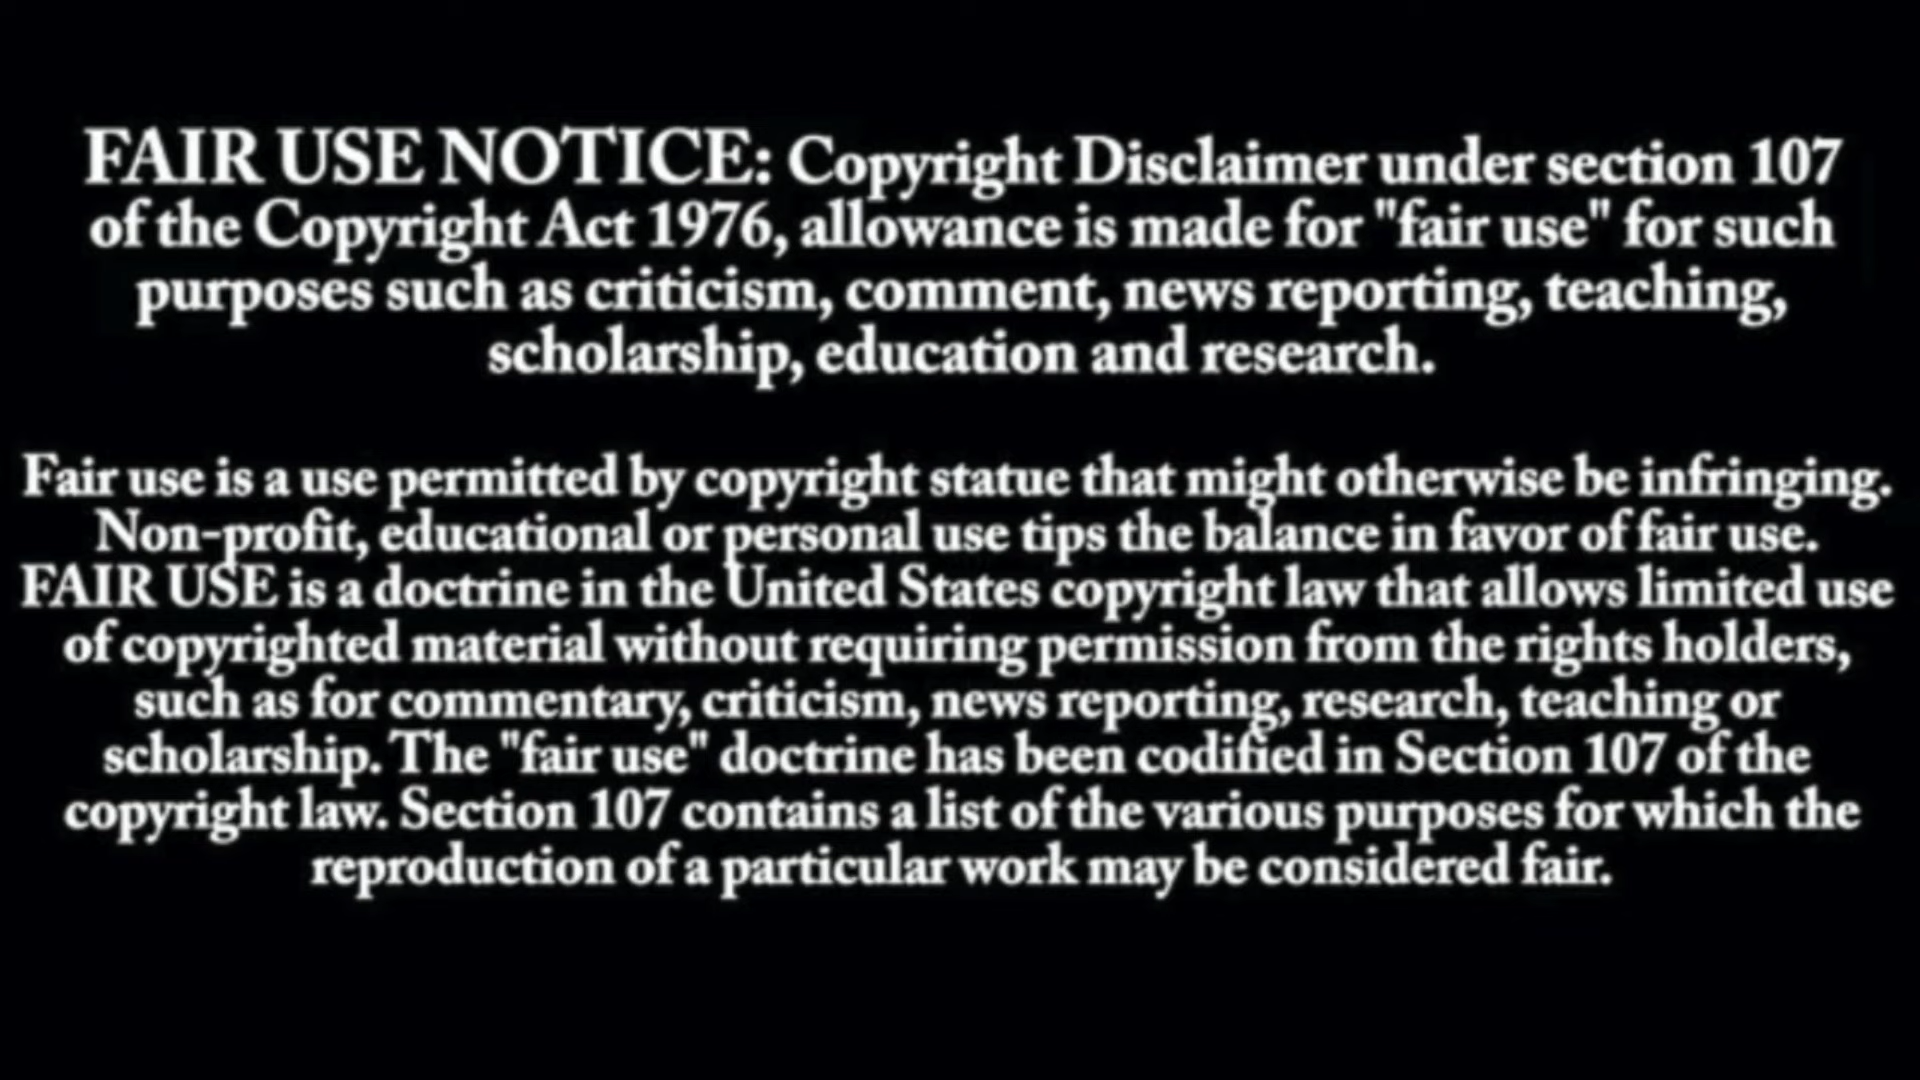 FAIR USE NOTICE: Copyright Disclaimer under section 107
of the Copyright Act 1976, allowance is made for "fair use" for such
purposes such as criticism, comment, news reporting, teaching,
scholarship, education and research.
Fair use is a use permitted by copyright statue that might otherwise be infringing.
Non-profit, educational or personal use tips the balance in favor of fair use.
FAIR USE is a doctrine in the United States copyright law that allows limited use
of copyrighted material without requiring permission from the rights holders,
such as for commentary, criticism, news reporting, research, teaching or
scholarship. The "fair use" doctrine has been codified in Section 107 of the
copyright law. Section 107 contains a list of the various purposes for which the
reproduction of a particular work may be considered fair.